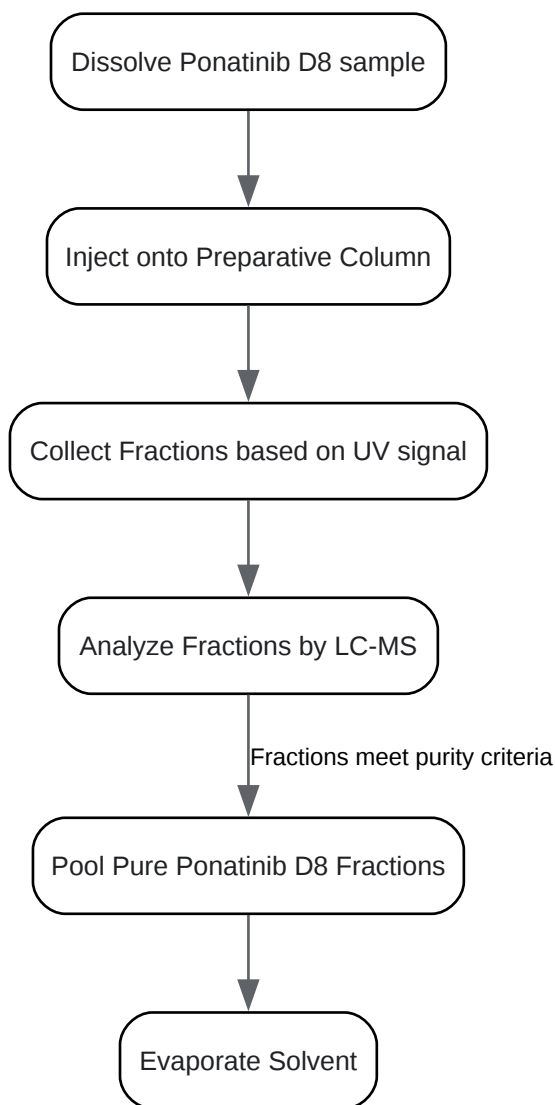 Dissolve Ponatinib D8 sample
Inject onto Preparative Column
Collect Fractions based on UV signal
Analyze Fractions by LC-MS
Fractions meet purity criteria
Pool Pure Ponatinib D8 Fractions
Evaporate Solvent